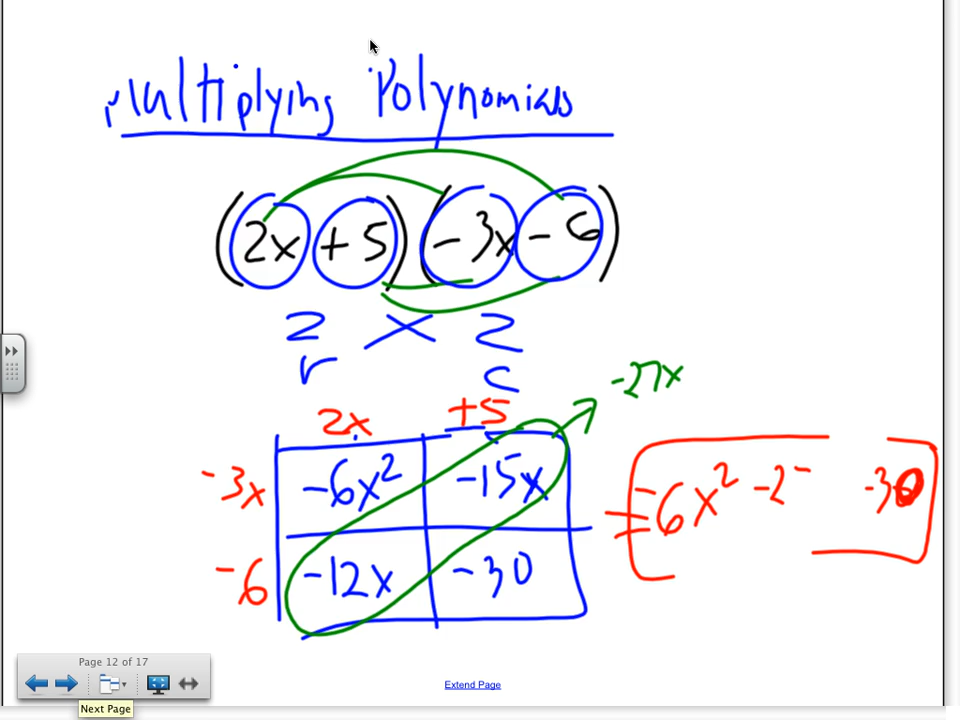 Multiplying Polynomials
(2x + 5) (- 3x - 6)
2 × 2
r c
-27x
2x +5
-3x -6x² -15x
= -6x² -2 -30
-6 -12x -30
Page 12 of 17
Next Page
Extend Page